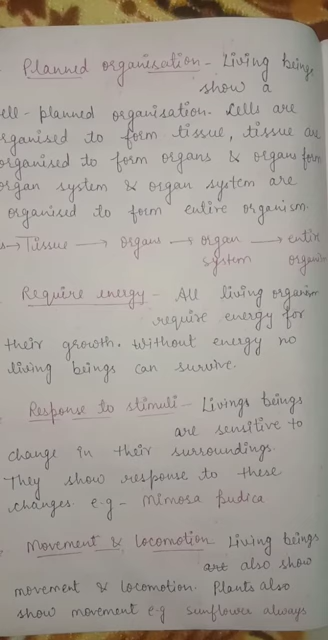 Planned organisation - Living beings
show a
ell-planned organisation. Cells are
rganised to form tissue, tissue are
organised to form organs & organs form
organ system & organ system are
organised to form entire organism.
s → Tissue → organs → organ → entire
system organism
Require energy - All living organism
require energy for
their growth. without energy no
living beings can survive.
Response to stimuli - Livings beings
are sensitive to
change in their surroundings.
They show response to these
changes. e.g - Mimosa Pudica
Movement & locomotion Living beings
also show
movement & locomotion. Plants also
show movement e.g sunflower always